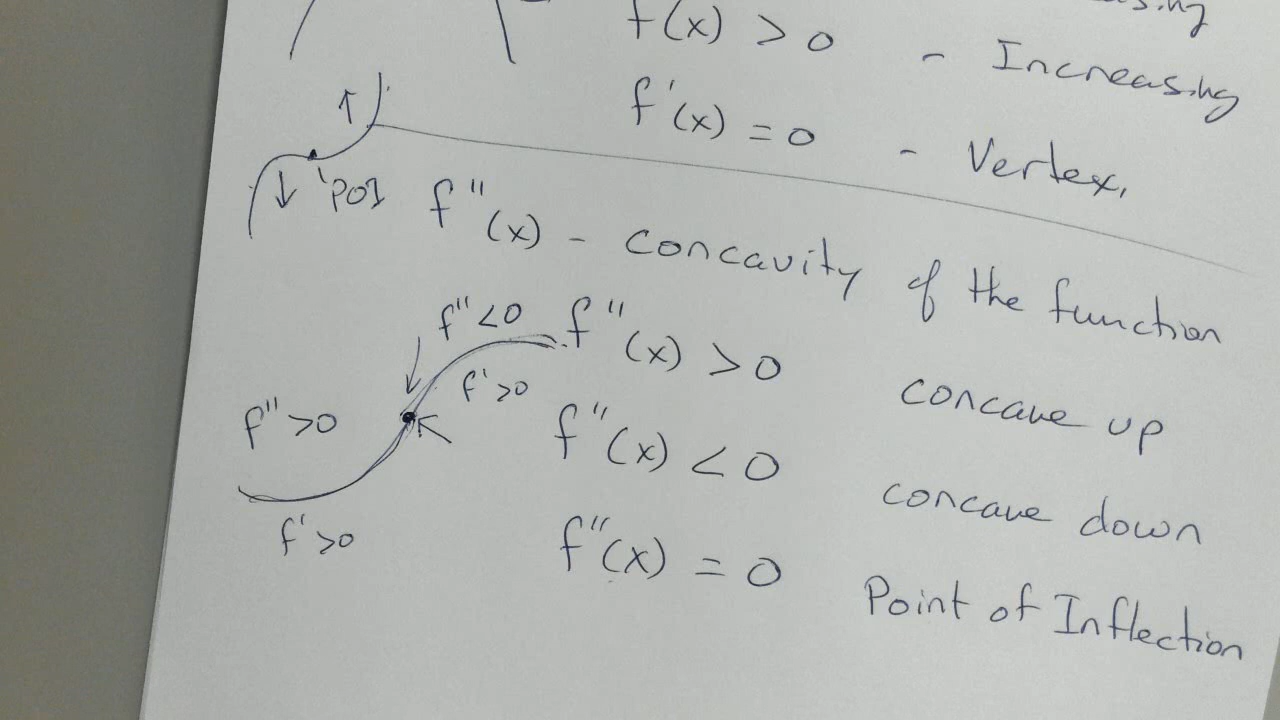 f(x) > 0 - Increasing
f'(x) = 0 - Vertex,
'POI
f''(x) - concavity of the function
f'' <0
f''(x) > 0 concave up
f' >0
f'' >0
f''(x) < 0 concave down
f' >0
f''(x) = 0 Point of Inflection